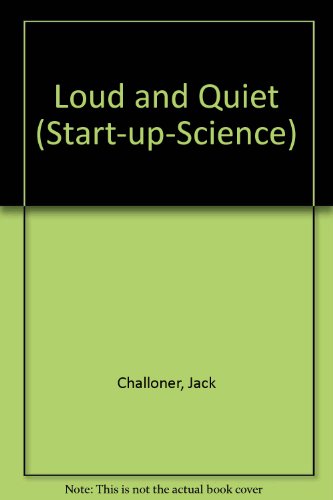 Loud and Quiet
(Start-up-Science)
Challoner, Jack
Note: This is not the actual book cover